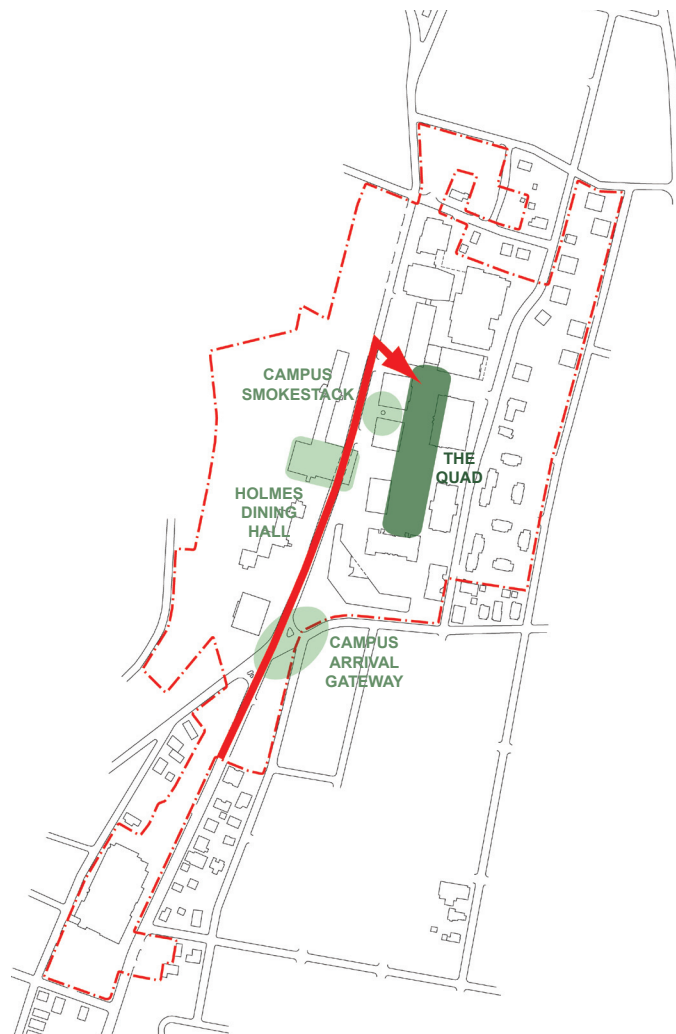 CAMPUS
SMOKESTACK
THE
QUAD
HOLMES
DINING
HALL
CAMPUS
ARRIVAL
GATEWAY